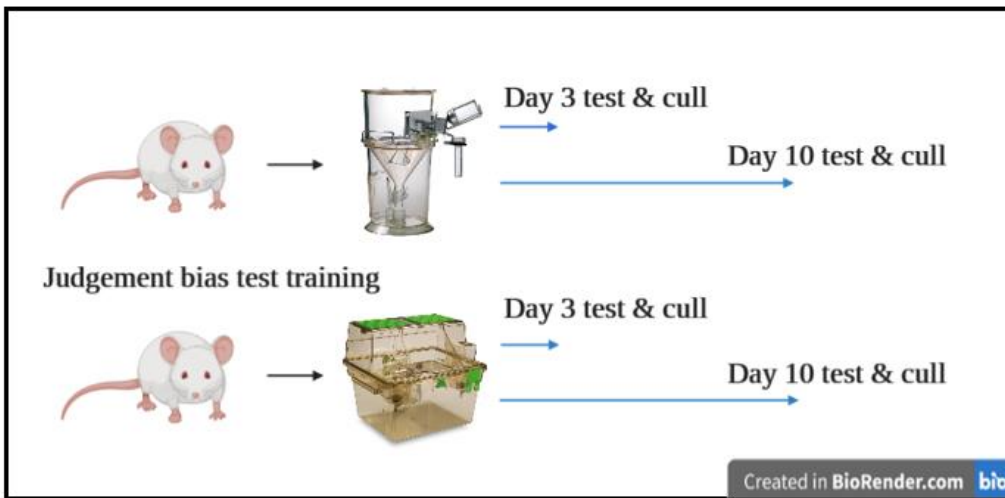 Day 3 test & cull
Day 10 test & cull
Judgement bias test training
Day 3 test & cull
Day 10 test & cull
Created in BioRender.com bio